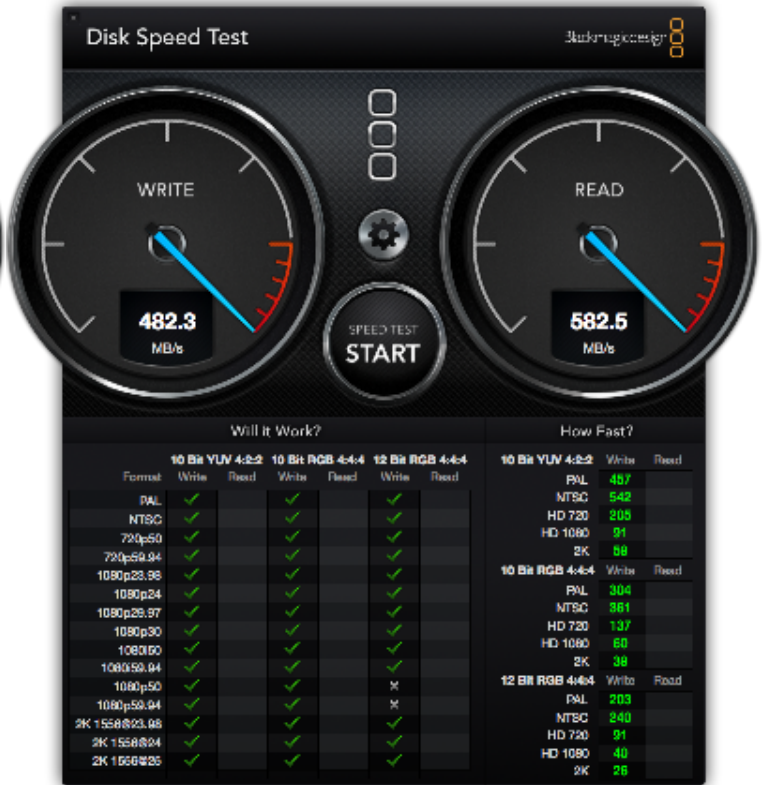 Disk Speed Test
Blackmagicdesign
WRITE
READ
482.3
MB/s
582.5
MB/s
SPEED TEST
START
Will it Work?
10 Bit YUV 4:2:2 10 Bit RGB 4:4:4 12 Bit RGB 4:4:4
Format Write Read Write Read Write Read
PAL ✓ ✓ ✓
NTSC ✓ ✓ ✓
720p50 ✓ ✓ ✓
720p59.94 ✓ ✓ ✓
1080p23.98 ✓ ✓ ✓
1080p24 ✓ ✓ ✓
1080p29.97 ✓ ✓ ✓
1080p30 ✓ ✓ ✓
1080i50 ✓ ✓ ✓
1080i59.94 ✓ ✓ ✓
1080p50 ✓ ✓ ×
1080p59.94 ✓ ✓ ×
2K 1556@23.98 ✓ ✓ ✓
2K 1556@24 ✓ ✓ ✓
2K 1556@25 ✓ ✓ ✓
How Fast?
10 Bit YUV 4:2:2 Write Read
PAL 457
NTSC 542
HD 720 205
HD 1080 91
2K 58
10 Bit RGB 4:4:4 Write Read
PAL 304
NTSC 361
HD 720 137
HD 1080 60
2K 38
12 Bit RGB 4:4:4 Write Read
PAL 203
NTSC 240
HD 720 91
HD 1080 40
2K 26